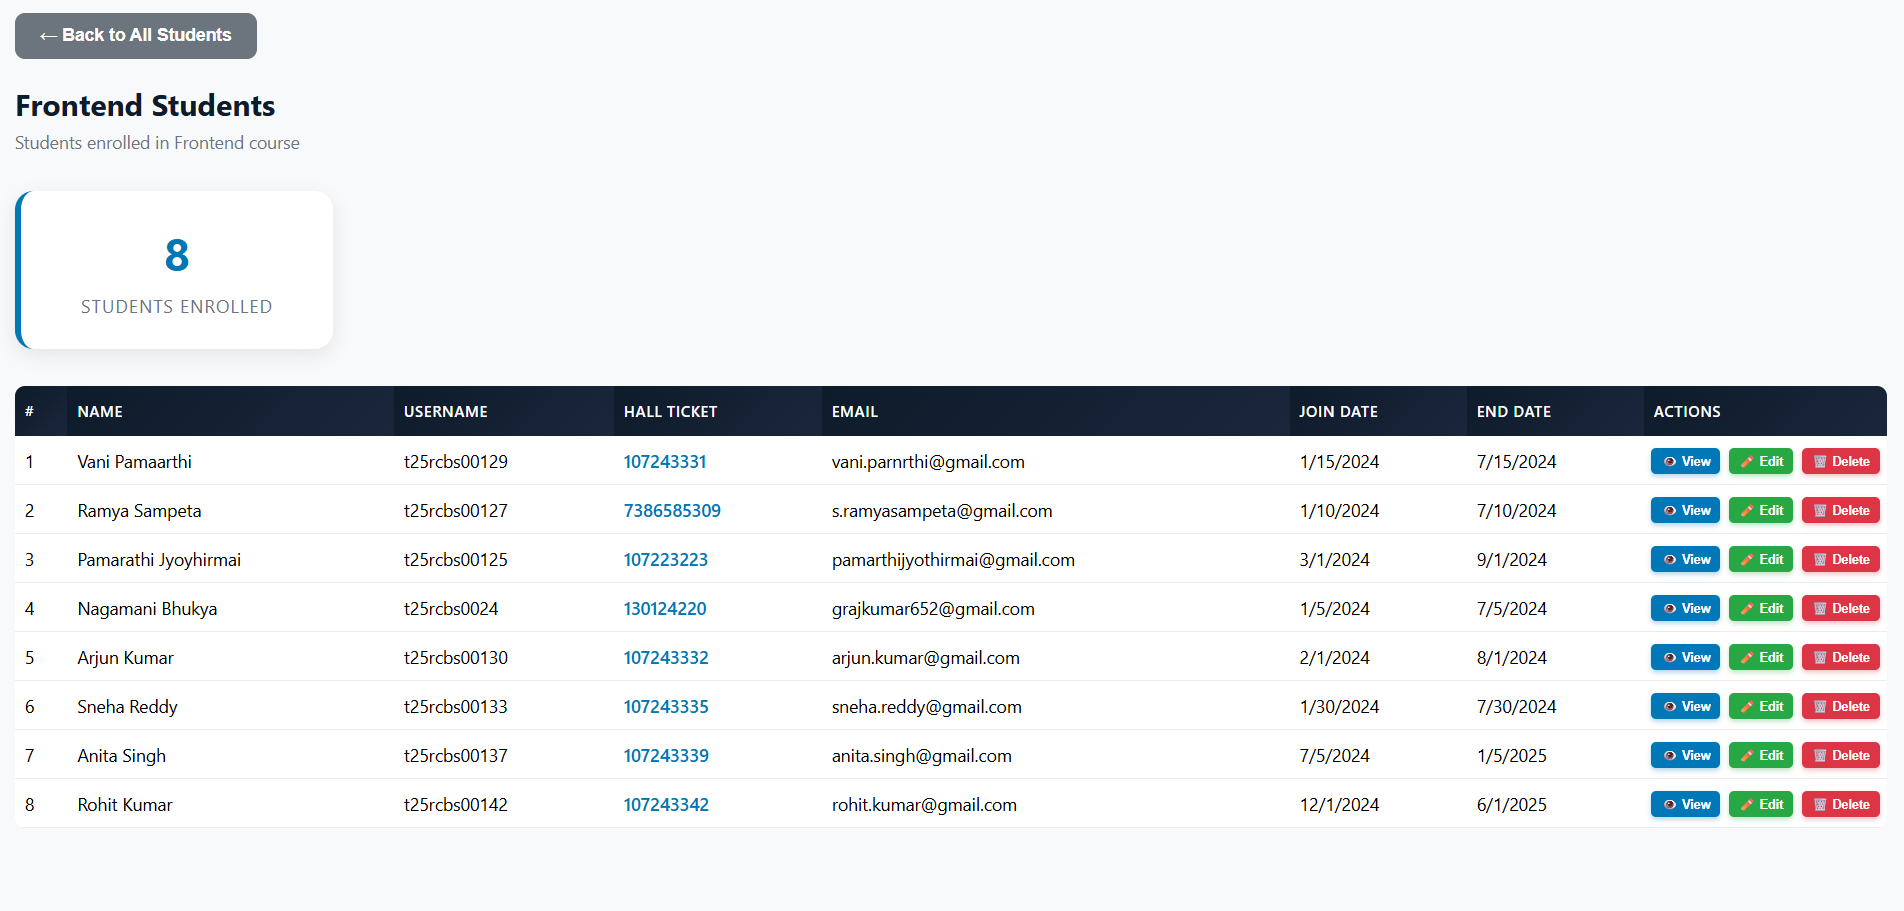 ← Back to All Students
Frontend Students
Students enrolled in Frontend course
8
STUDENTS ENROLLED
# NAME USERNAME HALL TICKET EMAIL JOIN DATE END DATE ACTIONS
1 Vani Pamaarthi t25rcbs00129 107243331 vani.parnrthi@gmail.com 1/15/2024 7/15/2024 View Edit Delete
2 Ramya Sampeta t25rcbs00127 7386585309 s.ramyasampeta@gmail.com 1/10/2024 7/10/2024 View Edit Delete
3 Pamarathi Jyoyhirmai t25rcbs00125 107223223 pamarthijyothirmai@gmail.com 3/1/2024 9/1/2024 View Edit Delete
4 Nagamani Bhukya t25rcbs0024 130124220 grajkumar652@gmail.com 1/5/2024 7/5/2024 View Edit Delete
5 Arjun Kumar t25rcbs00130 107243332 arjun.kumar@gmail.com 2/1/2024 8/1/2024 View Edit Delete
6 Sneha Reddy t25rcbs00133 107243335 sneha.reddy@gmail.com 1/30/2024 7/30/2024 View Edit Delete
7 Anita Singh t25rcbs00137 107243339 anita.singh@gmail.com 7/5/2024 1/5/2025 View Edit Delete
8 Rohit Kumar t25rcbs00142 107243342 rohit.kumar@gmail.com 12/1/2024 6/1/2025 View Edit Delete